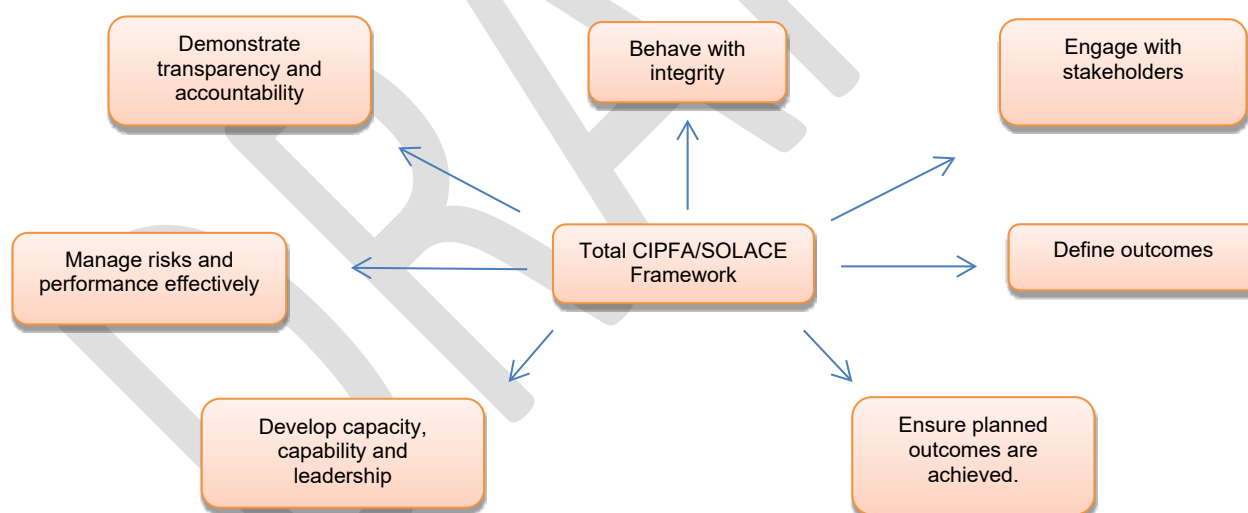 Demonstrate
transparency and
accountability
Behave with
integrity
Engage with
stakeholders
Manage risks and
performance effectively
Total CIPFA/SOLACE
Framework
Define outcomes
Develop capacity,
capability and
leadership
Ensure planned
outcomes are
achieved.